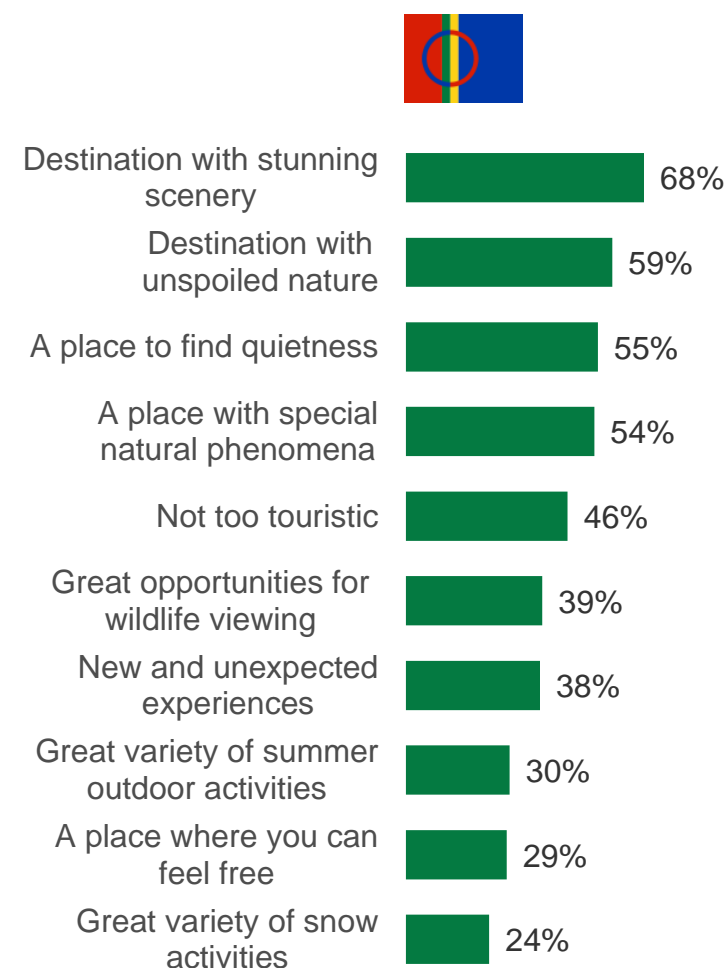 Destination with stunning
scenery
68%
Destination with
unspoiled nature
59%
A place to find quietness
55%
A place with special
natural phenomena
54%
Not too touristic
46%
Great opportunities for
wildlife viewing
39%
New and unexpected
experiences
38%
Great variety of summer
outdoor activities
30%
A place where you can
feel free
29%
Great variety of snow
activities
24%